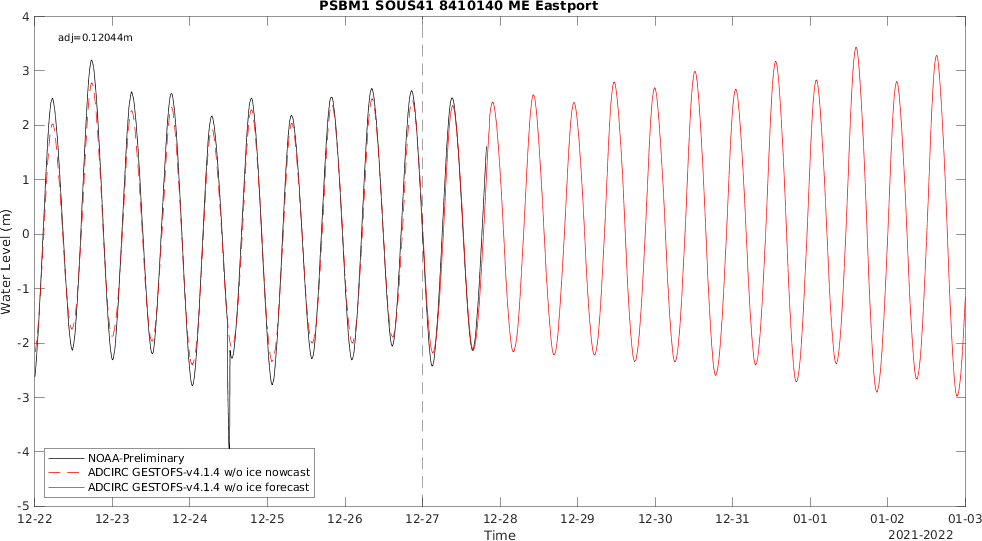 PSBM1 SOUS41 8410140 ME Eastport
adj=0.12044m
4
3
2
1
0
-1
-2
-3
-4
-5
Water Level (m)
NOAA-Preliminary
ADCIRC GESTOFS-v4.1.4 w/o ice nowcast
ADCIRC GESTOFS-v4.1.4 w/o ice forecast
12-22 12-23 12-24 12-25 12-26 12-27 12-28 12-29 12-30 12-31 01-01 01-02 01-03
Time
2021-2022